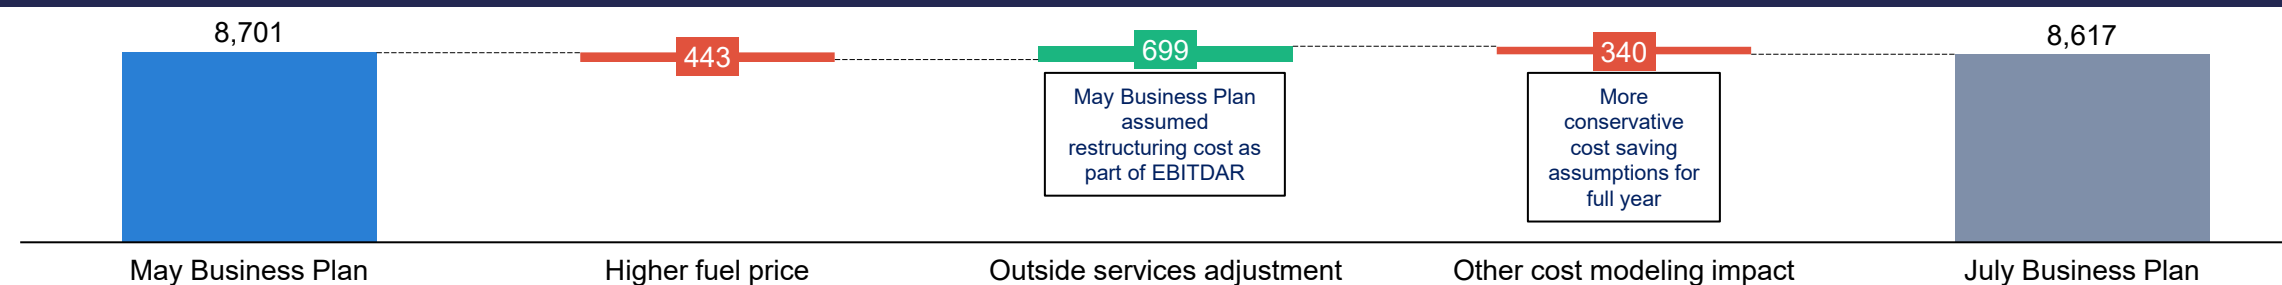 8,701
443
699
340
8,617
May Business Plan
assumed
restructuring cost as
part of EBITDAR
More
conservative
cost saving
assumptions for
full year
May Business Plan
Higher fuel price
Outside services adjustment
Other cost modeling impact
July Business Plan